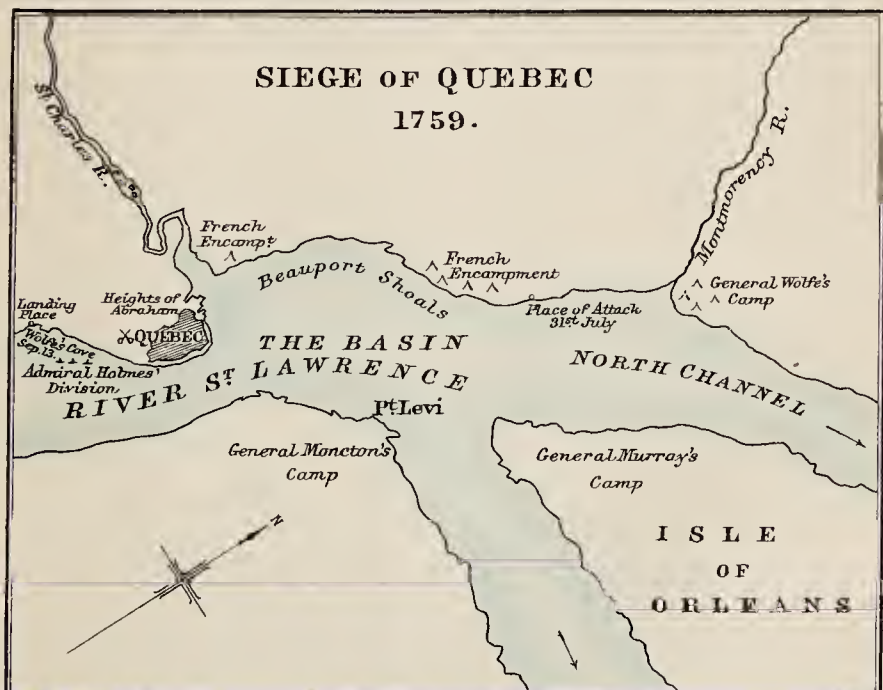 SIEGE OF QUEBEC
1759.
St. Charles R.
Montmorency R.
French
Encampt.
Beauport Shoals
French
Encampment
Place of Attack
31st July
General Wolfe's
Camp
Landing
Place
Heights of
Abraham
QUEBEC
Wolfe's Cove
Sep. 13.
Admiral Holmes'
Division
THE BASIN
RIVER ST. LAWRENCE
NORTH CHANNEL
Pt. Levi
General Moncton's
Camp
General Murray's
Camp
ISLE
OF
ORLEANS
N